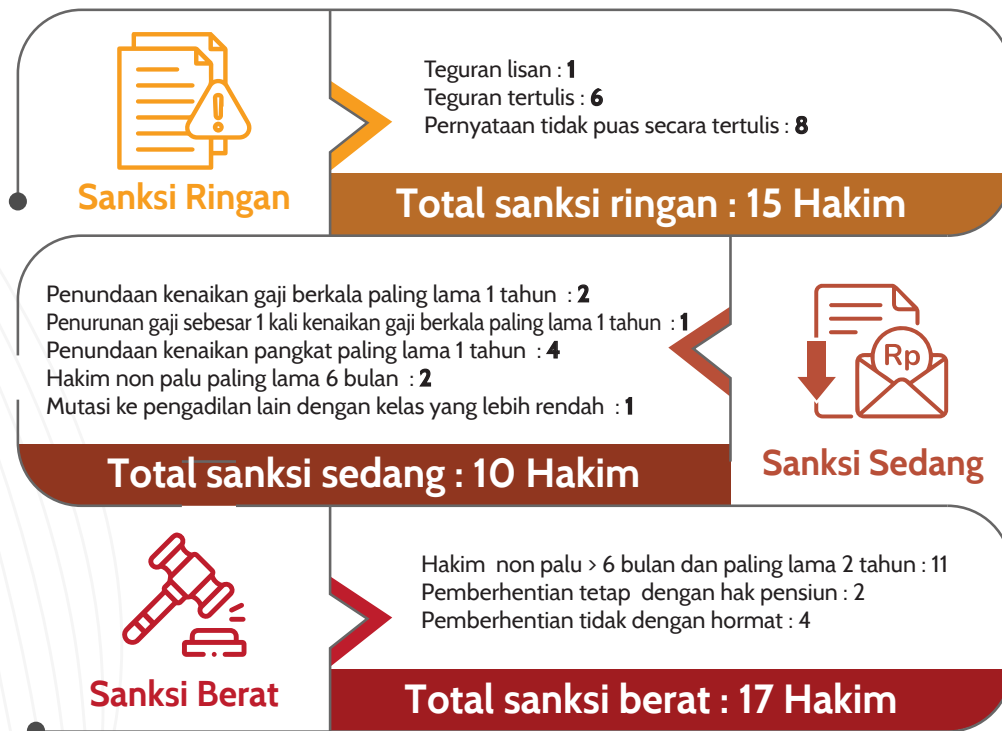 Sanksi Ringan
Teguran lisan : 1
Teguran tertulis : 6
Pernyataan tidak puas secara tertulis : 8
Total sanksi ringan : 15 Hakim
Penundaan kenaikan gaji berkala paling lama 1 tahun : 2
Penurunan gaji sebesar 1 kali kenaikan gaji berkala paling lama 1 tahun : 1
Penundaan kenaikan pangkat paling lama 1 tahun : 4
Hakim non palu paling lama 6 bulan : 2
Mutasi ke pengadilan lain dengan kelas yang lebih rendah : 1
Total sanksi sedang : 10 Hakim
Rp
Sanksi Sedang
Sanksi Berat
Hakim non palu > 6 bulan dan paling lama 2 tahun : 11
Pemberhentian tetap dengan hak pensiun : 2
Pemberhentian tidak dengan hormat : 4
Total sanksi berat : 17 Hakim